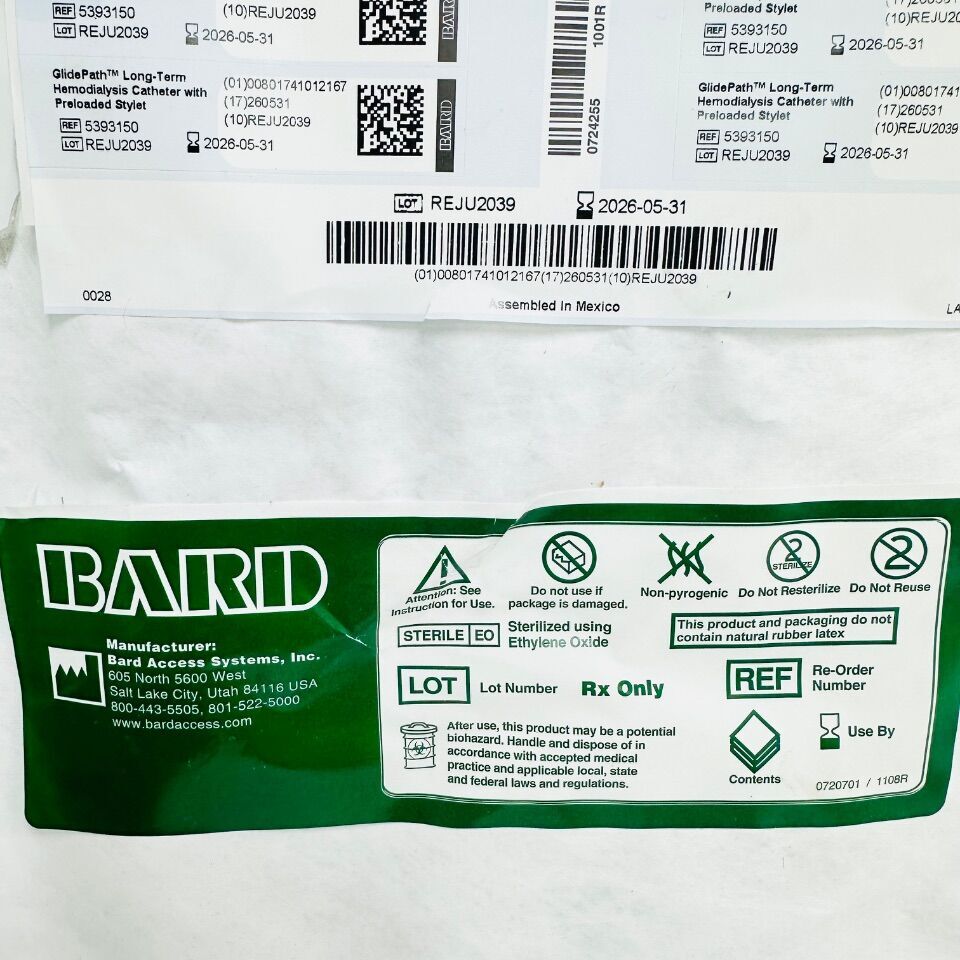 REF 5393150
LOT REJU2039
2026-05-31
(10)REJU2039
BARD
GlidePath™ Long-Term
Hemodialysis Catheter with
Preloaded Stylet
REF 5393150
LOT REJU2039
(01)00801741012167
(17)260531
(10)REJU2039
2026-05-31
BARD
1001R
0724255
Preloaded Stylet
REF 5393150
LOT REJU2039
2026-05-31
GlidePath™ Long-Term
Hemodialysis Catheter with
Preloaded Stylet
REF 5393150
LOT REJU2039
(17)260531
(10)REJU2039
2026-05-31
LOT REJU2039
2026-05-31
(01)00801741012167(17)260531(10)REJU2039
0028
Assembled in Mexico
BARD
Manufacturer:
Bard Access Systems, Inc.
605 North 5600 West
Salt Lake City, Utah 84116 USA
800-443-5505, 801-522-5000
www.bardaccess.com
Attention: See
Instruction for Use.
Do not use if
package is damaged.
Non-pyrogenic
2
STERILIZE
Do Not Resterilize
2
Do Not Reuse
STERILE EO
Sterilized using
Ethylene Oxide
This product and packaging do not
contain natural rubber latex
LOT
Lot Number
Rx Only
REF
Re-Order
Number
After use, this product may be a potential
biohazard. Handle and dispose of in
accordance with accepted medical
practice and applicable local, state
and federal laws and regulations.
Contents
Use By
0720701 / 1108R